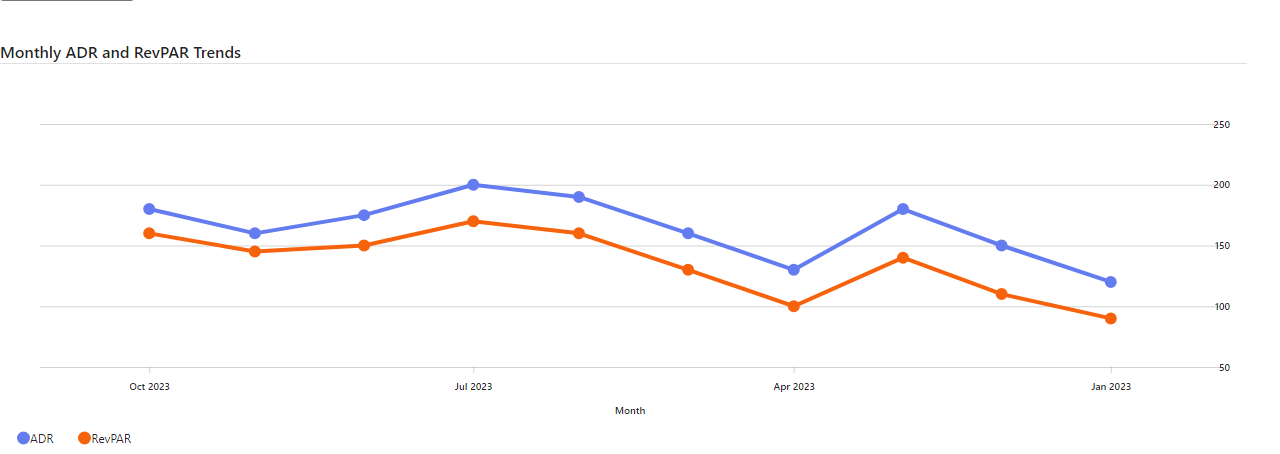 Monthly ADR and RevPAR Trends
250
200
150
100
50
Oct 2023 Jul 2023 Apr 2023 Jan 2023
Month
ADR RevPAR